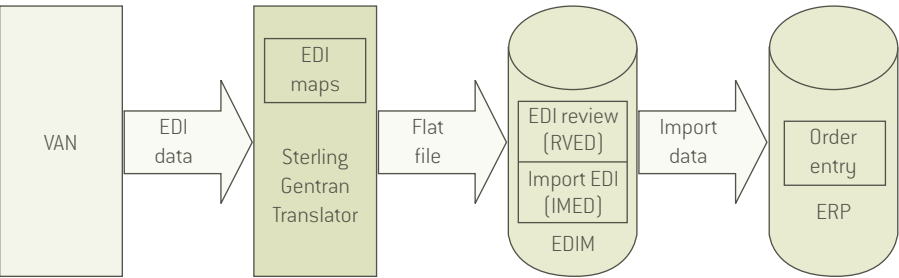 VAN
EDI
data
EDI
maps
Sterling
Gentran
Translator
Flat
file
EDI review
(RVED)
Import EDI
(IMED)
EDIM
Import
data
Order
entry
ERP